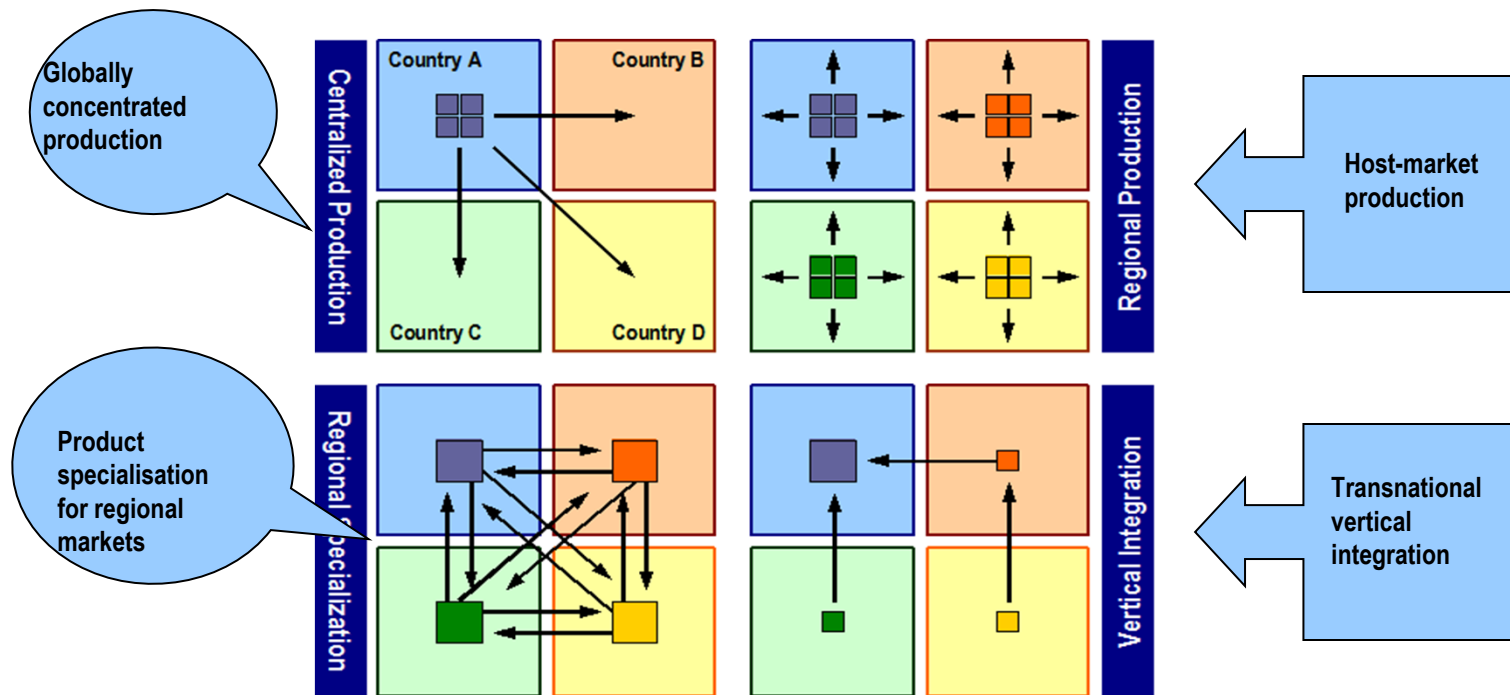 Globally
concentrated
production
Centralized Production
Country A
Country B
Country C
Country D
Regional Production
Host-market
production
Product
specialisation
for regional
markets
Regional Specialization
Vertical Integration
Transnational
vertical
integration